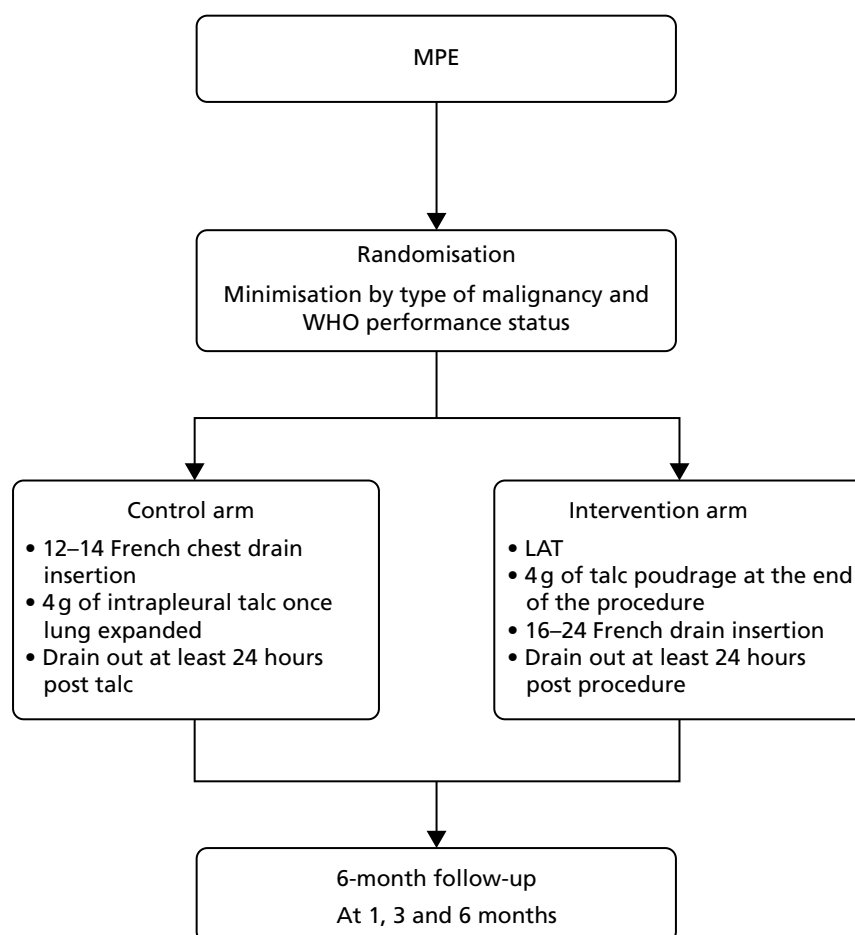 MPE
Randomisation
Minimisation by type of malignancy and
WHO performance status
Control arm
• 12–14 French chest drain
insertion
• 4 g of intrapleural talc once
lung expanded
• Drain out at least 24 hours
post talc
Intervention arm
• LAT
• 4 g of talc poudrage at the end
of the procedure
• 16–24 French drain insertion
• Drain out at least 24 hours
post procedure
6-month follow-up
At 1, 3 and 6 months